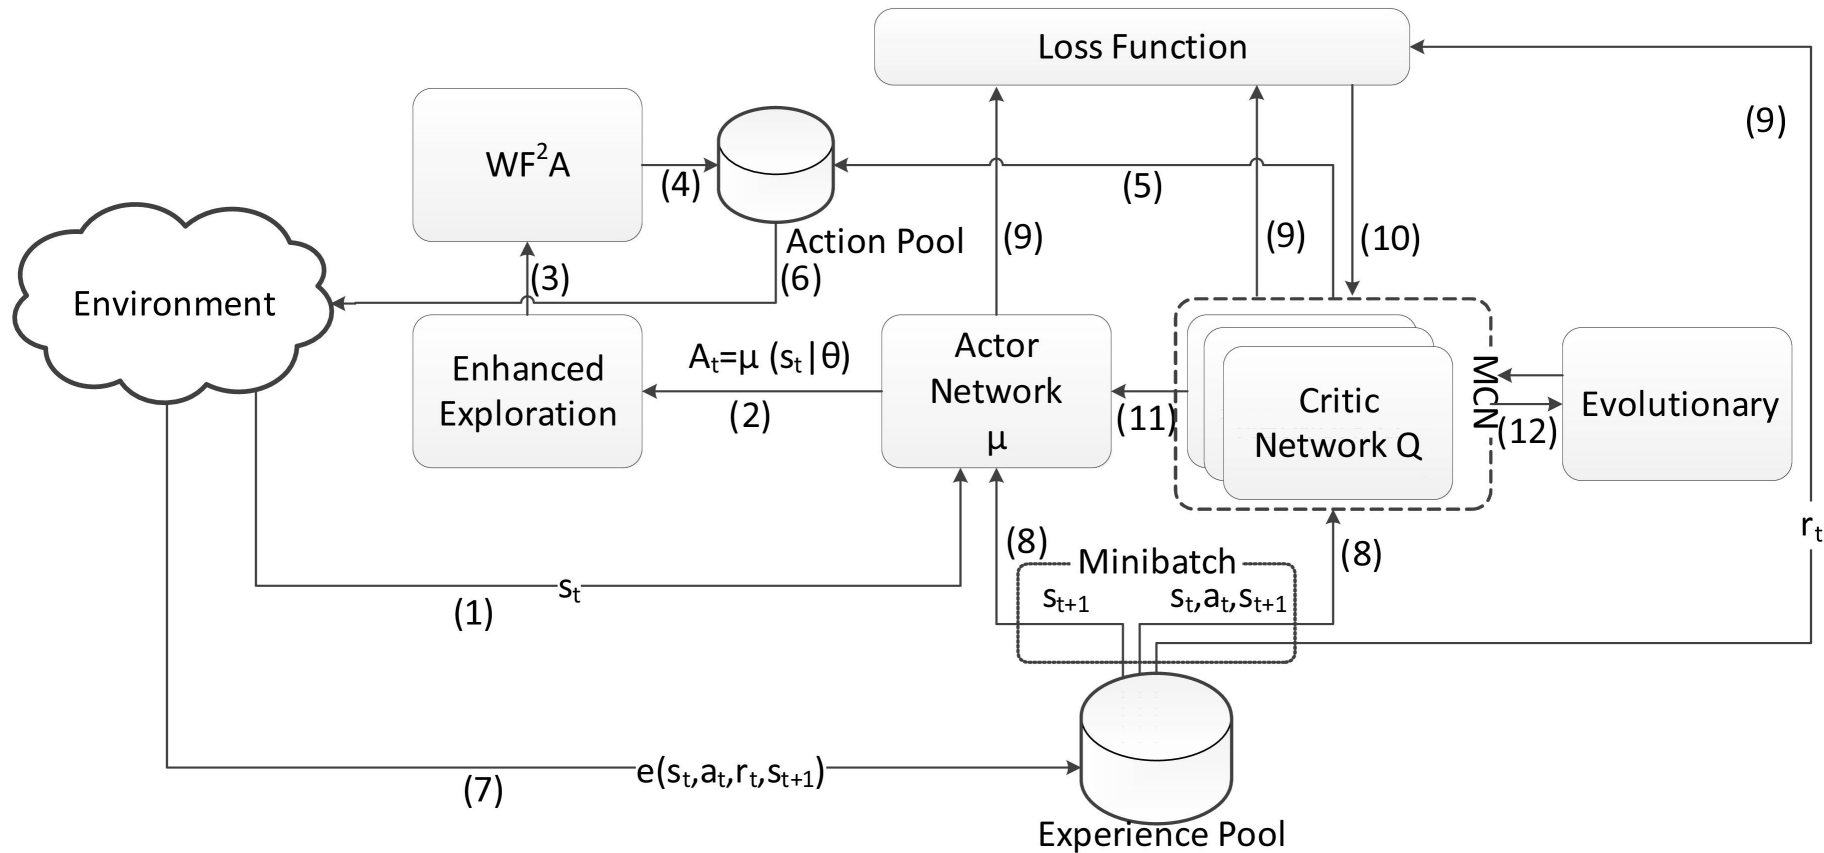 Loss Function
(9)
WF²A
(4)
(5)
Action Pool
(9)
(9)
(10)
(3)
(6)
Environment
Enhanced
Exploration
Aₜ=μ (sₜ|θ)
(2)
Actor
Network
μ
(11)
Critic
Network Q
MCN
(12)
Evolutionary
rₜ
(8)
(8)
Minibatch
sₜ₊₁
sₜ,aₜ,sₜ₊₁
sₜ
(1)
e(sₜ,aₜ,rₜ,sₜ₊₁)
(7)
Experience Pool